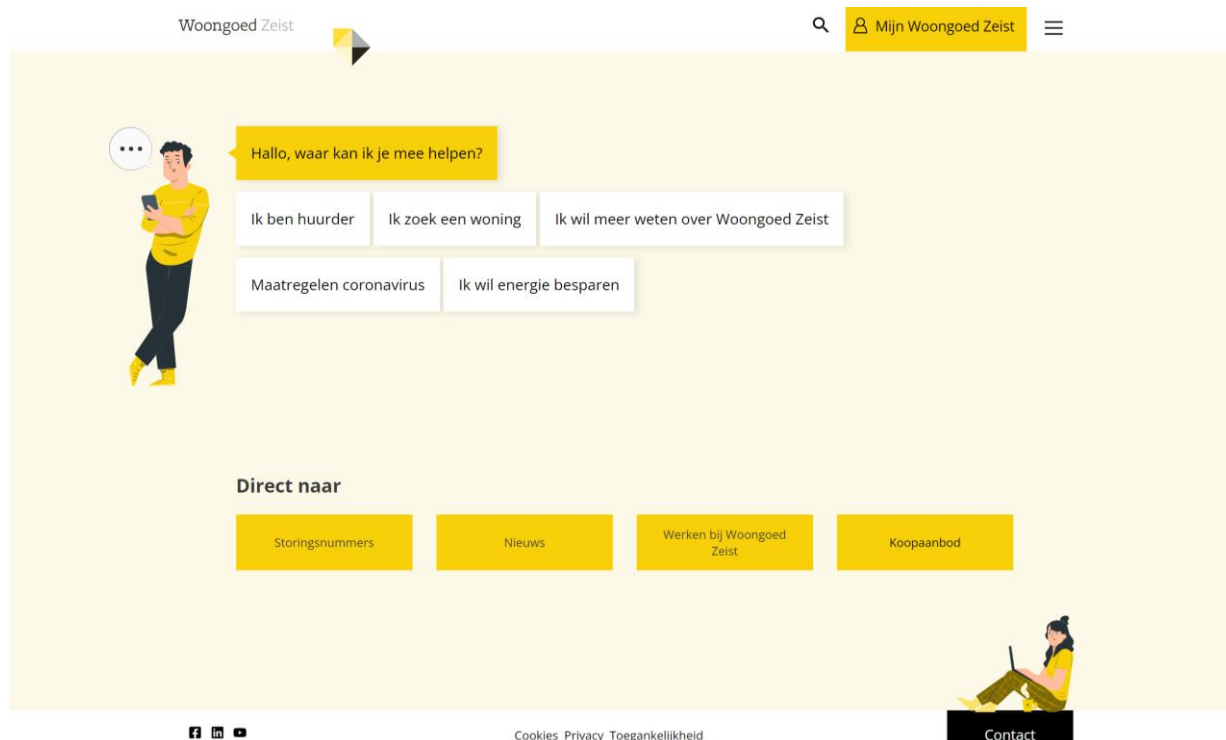 Woongoed Zeist
Mijn Woongoed Zeist
Hallo, waar kan ik je mee helpen?
Ik ben huurder
Ik zoek een woning
Ik wil meer weten over Woongoed Zeist
Maatregelen coronavirus
Ik wil energie besparen
Direct naar
Storingsnummers
Nieuws
Werken bij Woongoed
Zeist
Koopaanbod
Cookies Privacy Toegankelijkheid
Contact